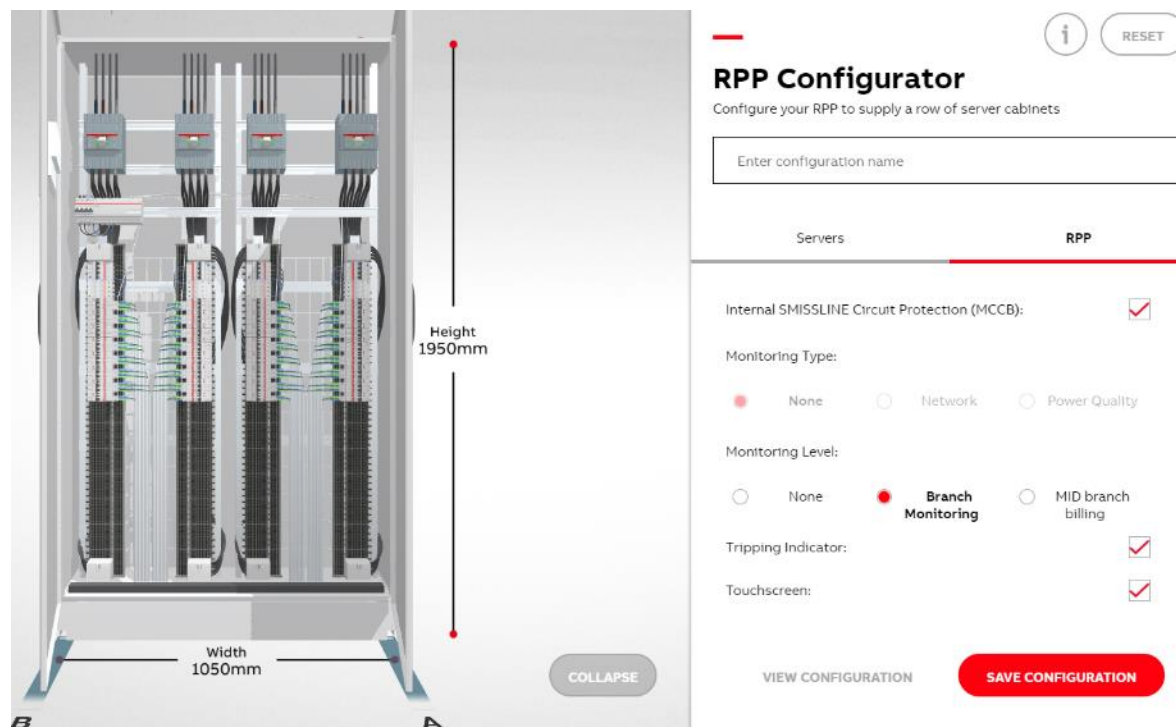 Height
1950mm
Width
1050mm
B
A
COLLAPSE
i
RESET
RPP Configurator
Configure your RPP to supply a row of server cabinets
Enter configuration name
Servers
RPP
Internal SMISSLINE Circuit Protection (MCCB):
Monitoring Type:
None
Network
Power Quality
Monitoring Level:
None
Branch
Monitoring
MID branch
billing
Tripping Indicator:
Touchscreen:
VIEW CONFIGURATION
SAVE CONFIGURATION